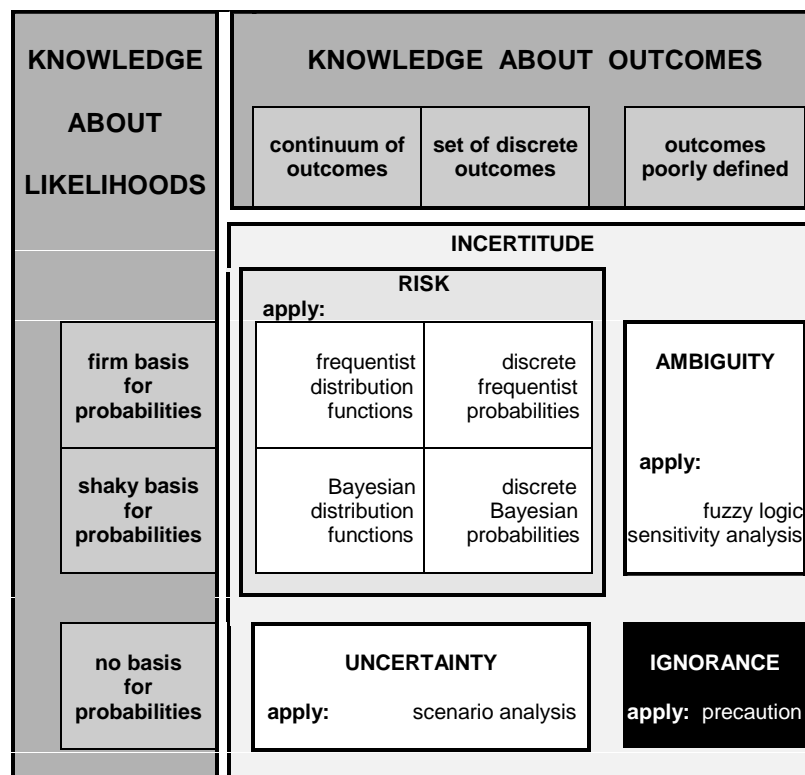 KNOWLEDGE
ABOUT
LIKELIHOODS
KNOWLEDGE ABOUT OUTCOMES
continuum of
outcomes
set of discrete
outcomes
outcomes
poorly defined
INCERTITUDE
RISK
apply:
firm basis
for
probabilities
frequentist
distribution
functions
discrete
frequentist
probabilities
AMBIGUITY
apply:
fuzzy logic
sensitivity analysis
shaky basis
for
probabilities
Bayesian
distribution
functions
discrete
Bayesian
probabilities
no basis
for
probabilities
UNCERTAINTY
apply: scenario analysis
IGNORANCE
apply: precaution